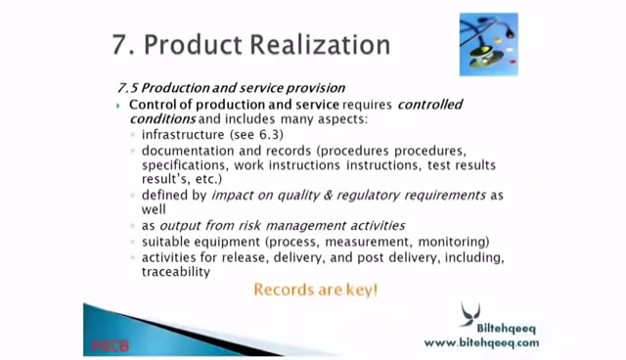 7. Product Realization
7.5 Production and service provision
Control of production and service requires controlled
conditions and includes many aspects:
infrastructure (see 6.3)
documentation and records (procedures procedures,
specifications, work instructions instructions, test results
result's, etc.)
defined by impact on quality & regulatory requirements as
well
as output from risk management activities
suitable equipment (process, measurement, monitoring)
activities for release, delivery, and post delivery, including,
traceability
Records are key!
Biltehqeeq
www.bitehqeeq.com
PECB